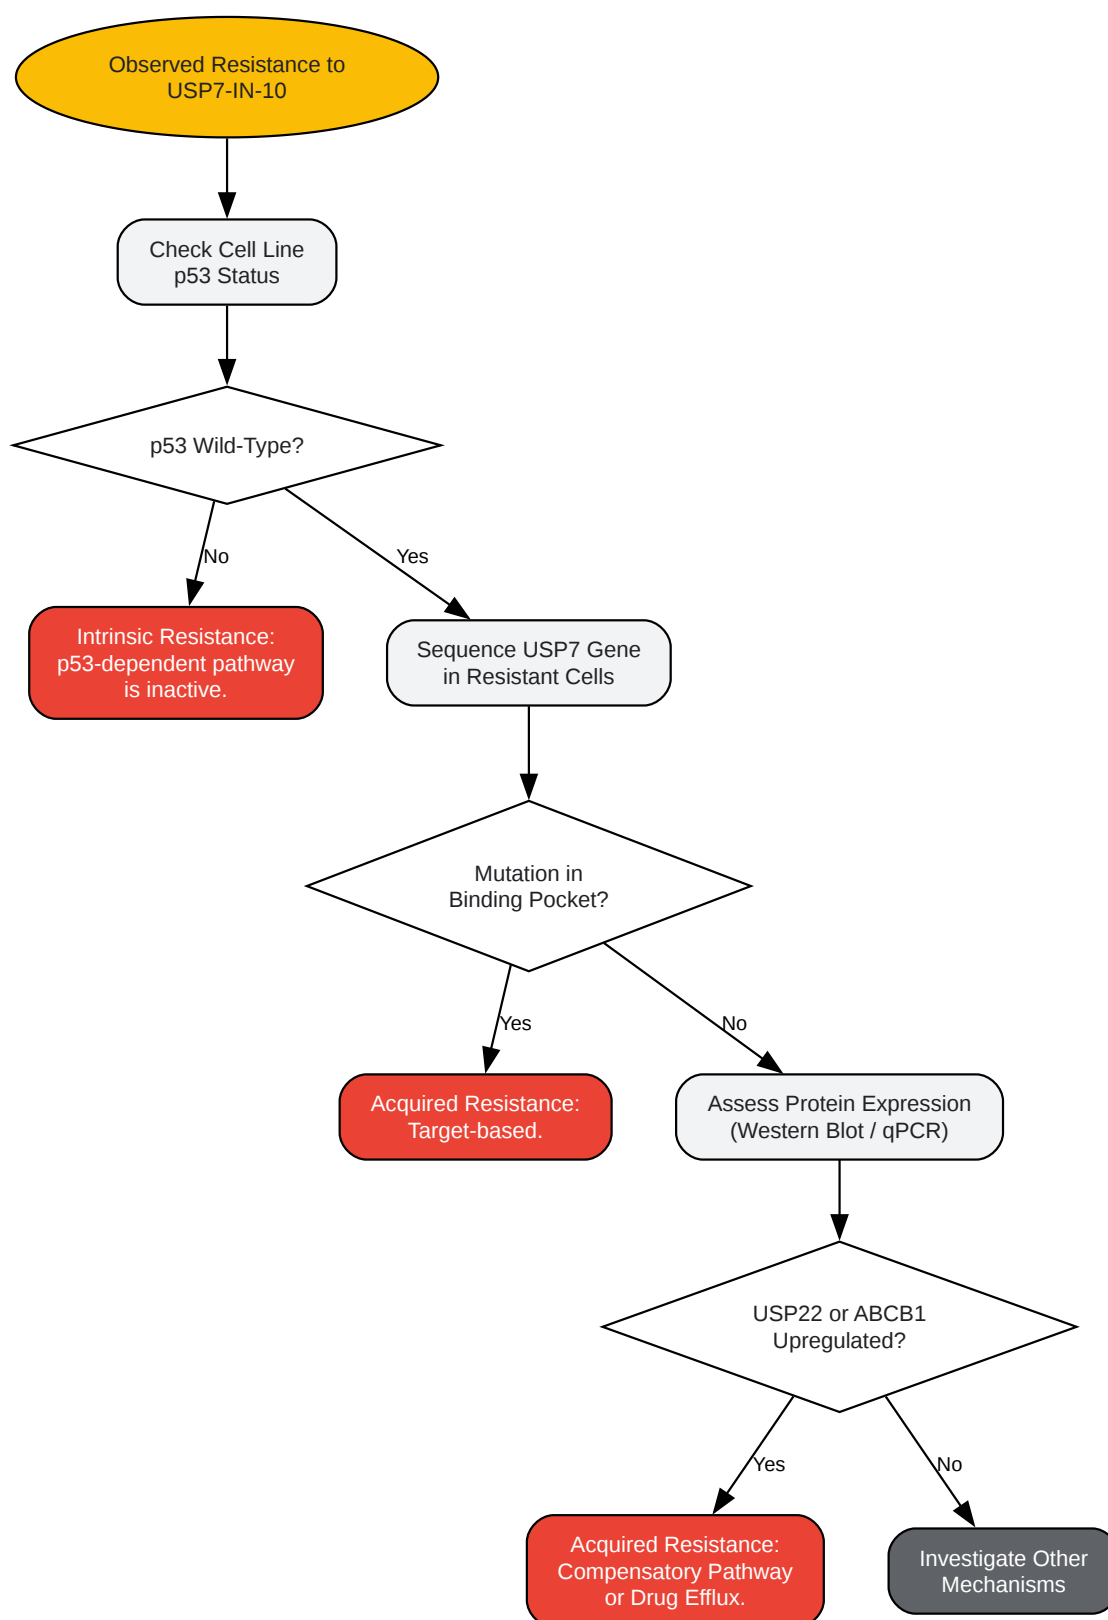 Observed Resistance to
USP7-IN-10
Check Cell Line
p53 Status
p53 Wild-Type?
No
Yes
Intrinsic Resistance:
p53-dependent pathway
is inactive.
Sequence USP7 Gene
in Resistant Cells
Mutation in
Binding Pocket?
Yes
No
Acquired Resistance:
Target-based.
Assess Protein Expression
(Western Blot / qPCR)
USP22 or ABCB1
Upregulated?
Yes
No
Acquired Resistance:
Compensatory Pathway
or Drug Efflux.
Investigate Other
Mechanisms